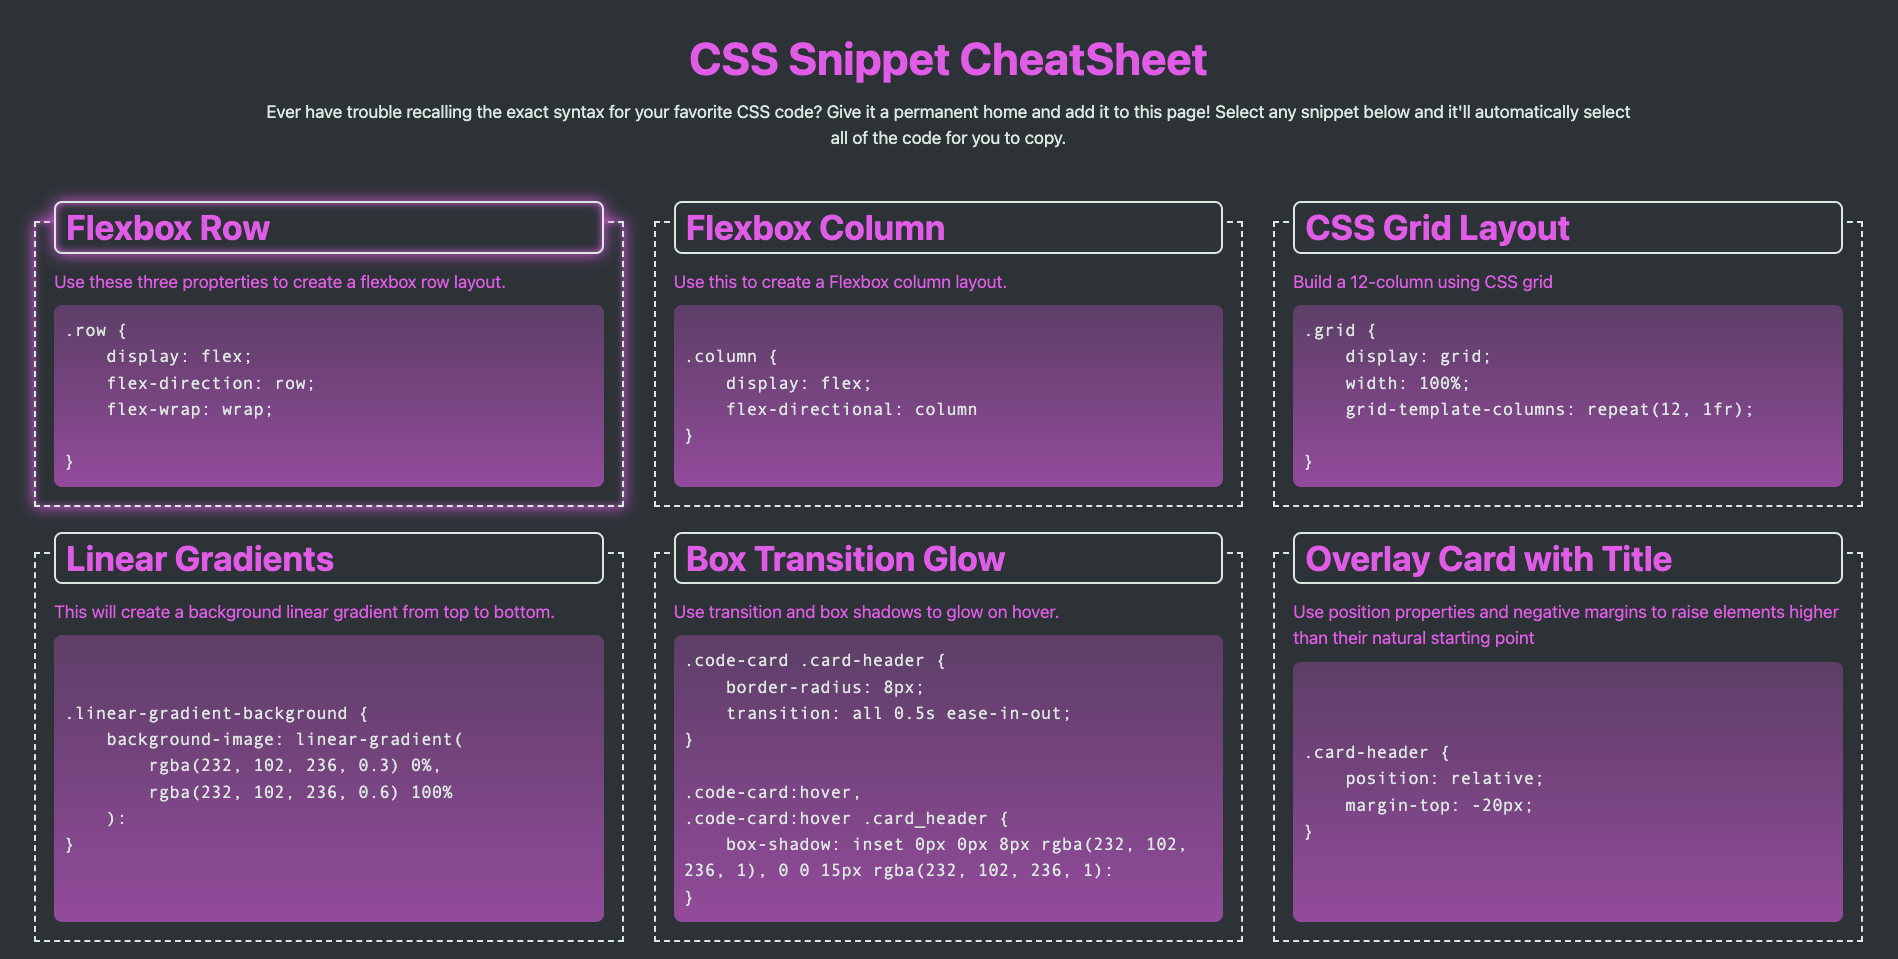 CSS Snippet CheatSheet
Ever have trouble recalling the exact syntax for your favorite CSS code? Give it a permanent home and add it to this page! Select any snippet below and it'll automatically select
all of the code for you to copy.
Flexbox Row
Use these three propterties to create a flexbox row layout.
.row {
    display: flex;
    flex-direction: row;
    flex-wrap: wrap;
}
Flexbox Column
Use this to create a Flexbox column layout.
.column {
    display: flex;
    flex-directional: column
}
CSS Grid Layout
Build a 12-column using CSS grid
.grid {
    display: grid;
    width: 100%;
    grid-template-columns: repeat(12, 1fr);
}
Linear Gradients
This will create a background linear gradient from top to bottom.
.linear-gradient-background {
    background-image: linear-gradient(
        rgba(232, 102, 236, 0.3) 0%,
        rgba(232, 102, 236, 0.6) 100%
    ):
}
Box Transition Glow
Use transition and box shadows to glow on hover.
.code-card .card-header {
    border-radius: 8px;
    transition: all 0.5s ease-in-out;
}
.code-card:hover,
.code-card:hover .card_header {
    box-shadow: inset 0px 0px 8px rgba(232, 102,
236, 1), 0 0 15px rgba(232, 102, 236, 1):
}
Overlay Card with Title
Use position properties and negative margins to raise elements higher
than their natural starting point
.card-header {
    position: relative;
    margin-top: -20px;
}